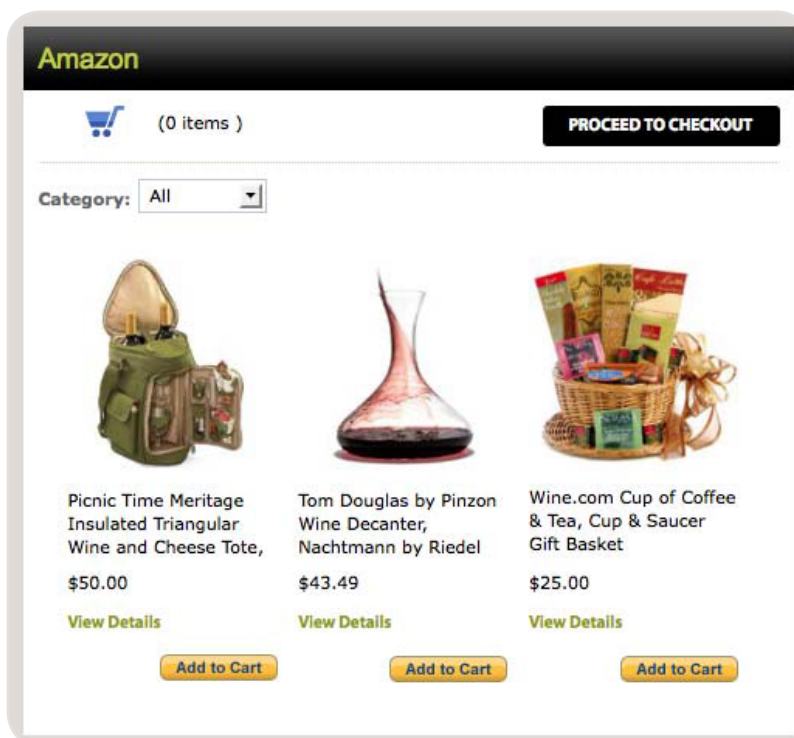 Amazon
(0 items )
PROCEED TO CHECKOUT
Category: All
Picnic Time Meritage
Insulated Triangular
Wine and Cheese Tote,
$50.00
View Details
Add to Cart
Tom Douglas by Pinzon
Wine Decanter,
Nachtmann by Riedel
$43.49
View Details
Add to Cart
Wine.com Cup of Coffee
& Tea, Cup & Saucer
Gift Basket
$25.00
View Details
Add to Cart